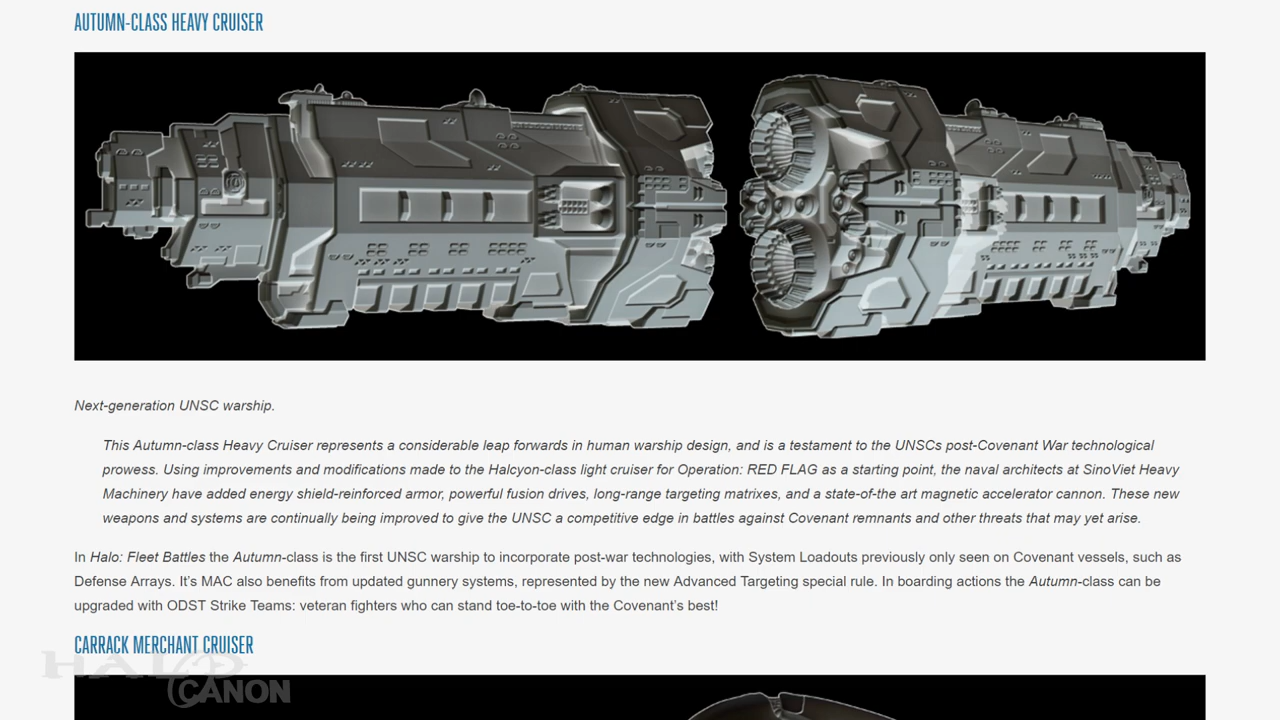 AUTUMN-CLASS HEAVY CRUISER
Next-generation UNSC warship.
This Autumn-class Heavy Cruiser represents a considerable leap forwards in human warship design, and is a testament to the UNSCs post-Covenant War technological
prowess. Using improvements and modifications made to the Halcyon-class light cruiser for Operation: RED FLAG as a starting point, the naval architects at SinoViet Heavy
Machinery have added energy shield-reinforced armor, powerful fusion drives, long-range targeting matrixes, and a state-of-the art magnetic accelerator cannon. These new
weapons and systems are continually being improved to give the UNSC a competitive edge in battles against Covenant remnants and other threats that may yet arise.
In Halo: Fleet Battles the Autumn-class is the first UNSC warship to incorporate post-war technologies, with System Loadouts previously only seen on Covenant vessels, such as
Defense Arrays. It’s MAC also benefits from updated gunnery systems, represented by the new Advanced Targeting special rule. In boarding actions the Autumn-class can be
upgraded with ODST Strike Teams: veteran fighters who can stand toe-to-toe with the Covenant’s best!
CARRACK MERCHANT CRUISER
HALO
CANON